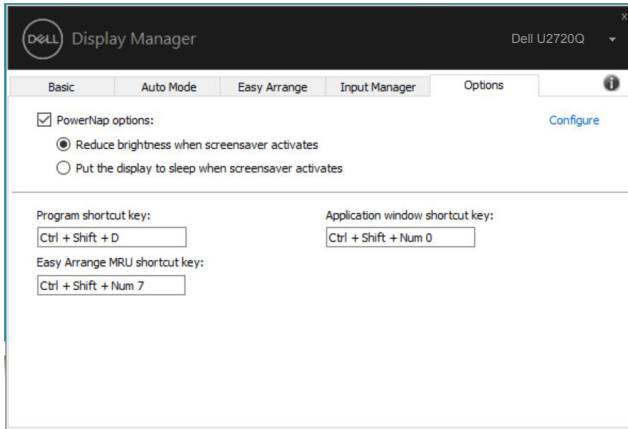 x
DELL Display Manager
Dell U2720Q
Basic Auto Mode Easy Arrange Input Manager Options
PowerNap options:
Configure
Reduce brightness when screensaver activates
Put the display to sleep when screensaver activates
Program shortcut key:
Application window shortcut key:
Ctrl + Shift + D
Ctrl + Shift + Num 0
Easy Arrange MRU shortcut key:
Ctrl + Shift + Num 7